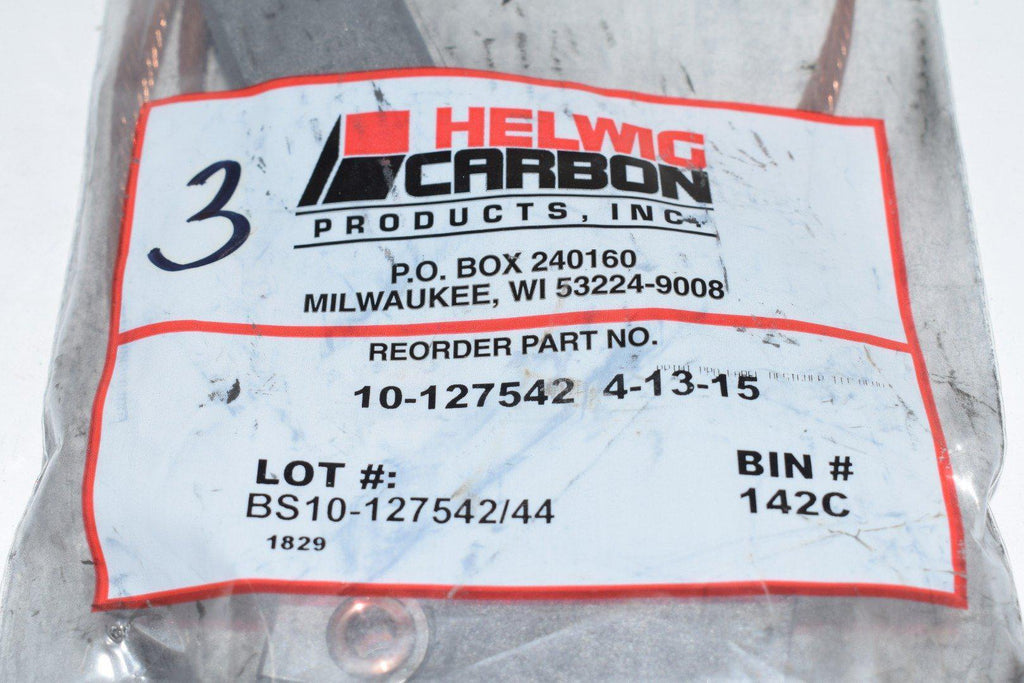 HELWIG
CARBON
PRODUCTS, INC.
3
P.O. BOX 240160
MILWAUKEE, WI 53224-9008
REORDER PART NO.
10-127542 4-13-15
LOT #:
BS10-127542/44
1829
BIN #
142C